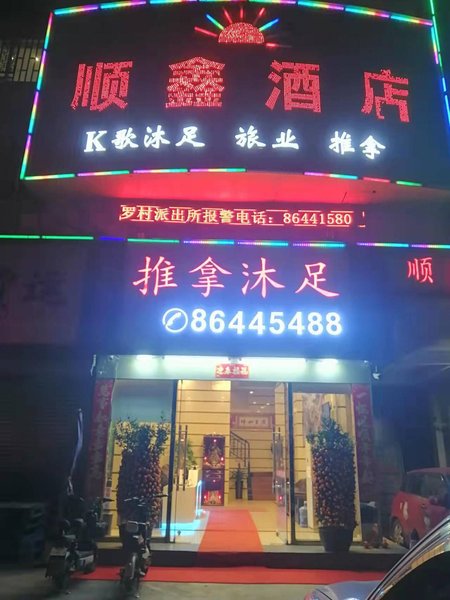 顺鑫酒店
K歌沐足 旅业 推拿
罗村派出所报警电话：86441580
推拿沐足
顺
86445488